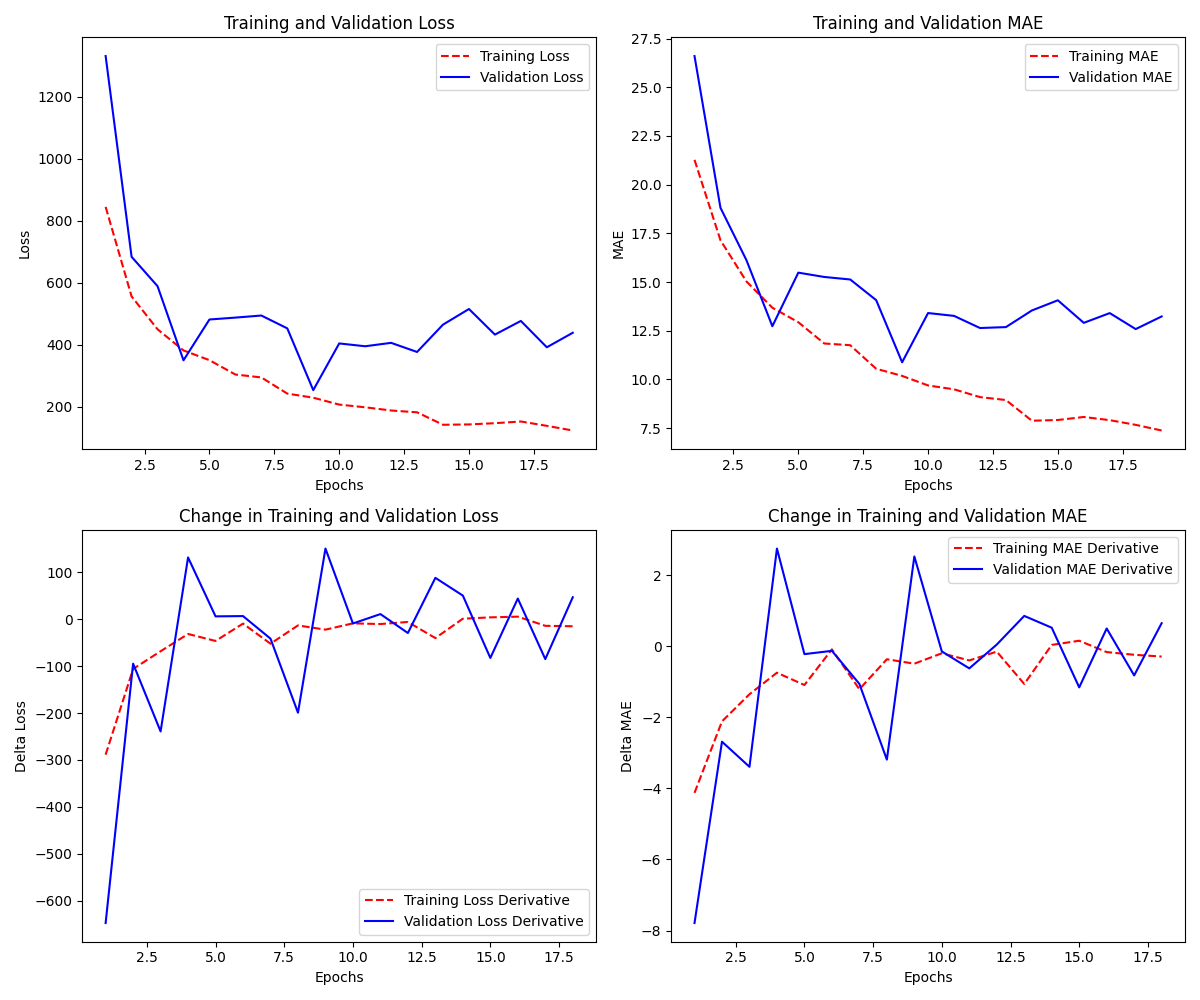 Training and Validation Loss
Training Loss
Validation Loss
1200
1000
800
600
400
200
Loss
2.5 5.0 7.5 10.0 12.5 15.0 17.5
Epochs
Training and Validation MAE
Training MAE
Validation MAE
27.5
25.0
22.5
20.0
17.5
15.0
12.5
10.0
7.5
MAE
2.5 5.0 7.5 10.0 12.5 15.0 17.5
Epochs
Change in Training and Validation Loss
100
0
−100
−200
−300
−400
−500
−600
Delta Loss
Training Loss Derivative
Validation Loss Derivative
2.5 5.0 7.5 10.0 12.5 15.0 17.5
Epochs
Change in Training and Validation MAE
Training MAE Derivative
Validation MAE Derivative
2
0
−2
−4
−6
−8
Delta MAE
2.5 5.0 7.5 10.0 12.5 15.0 17.5
Epochs